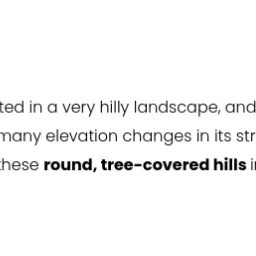 ted in a very hilly landscape, and
many elevation changes in its str
these round, tree-covered hills i